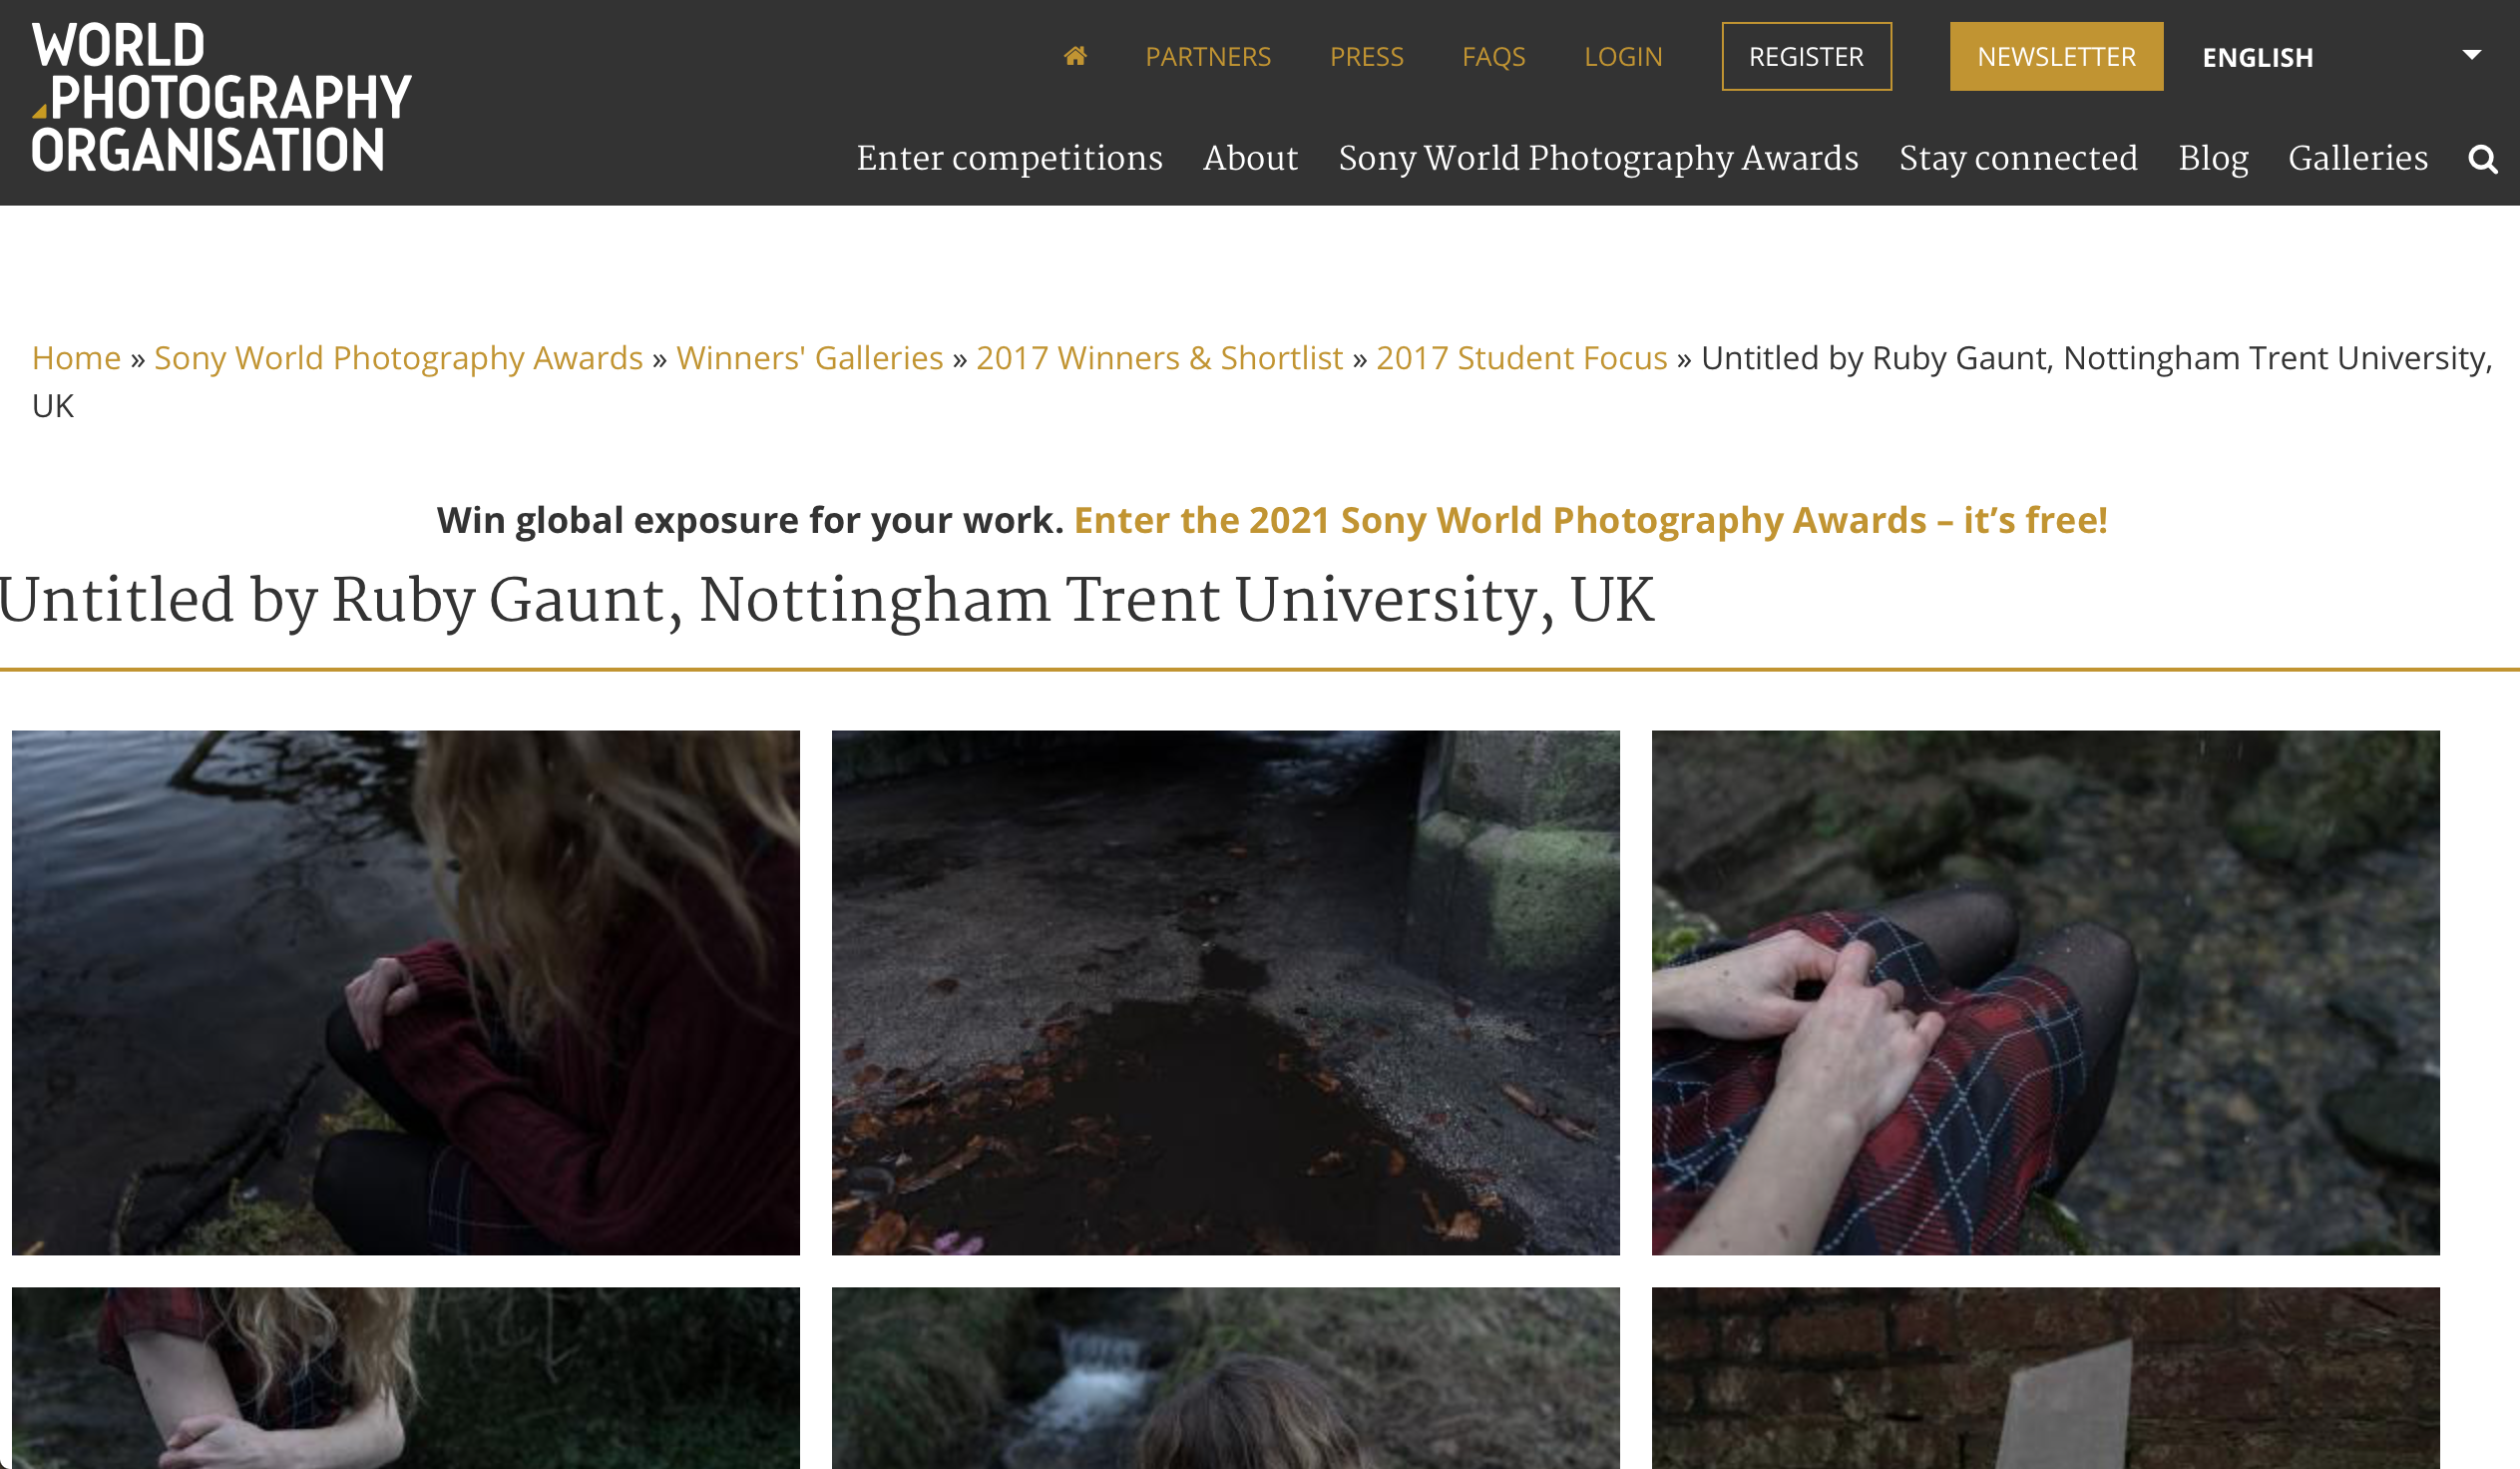 WORLD
PHOTOGRAPHY
ORGANISATION
PARTNERS PRESS FAQS LOGIN REGISTER NEWSLETTER ENGLISH
Enter competitions About Sony World Photography Awards Stay connected Blog Galleries
Home » Sony World Photography Awards » Winners' Galleries » 2017 Winners & Shortlist » 2017 Student Focus » Untitled by Ruby Gaunt, Nottingham Trent University,
UK
Win global exposure for your work. Enter the 2021 Sony World Photography Awards – it’s free!
Untitled by Ruby Gaunt, Nottingham Trent University, UK